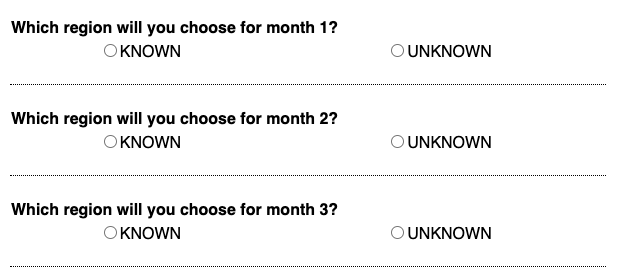 Which region will you choose for month 1?
KNOWN UNKNOWN
Which region will you choose for month 2?
KNOWN UNKNOWN
Which region will you choose for month 3?
KNOWN UNKNOWN